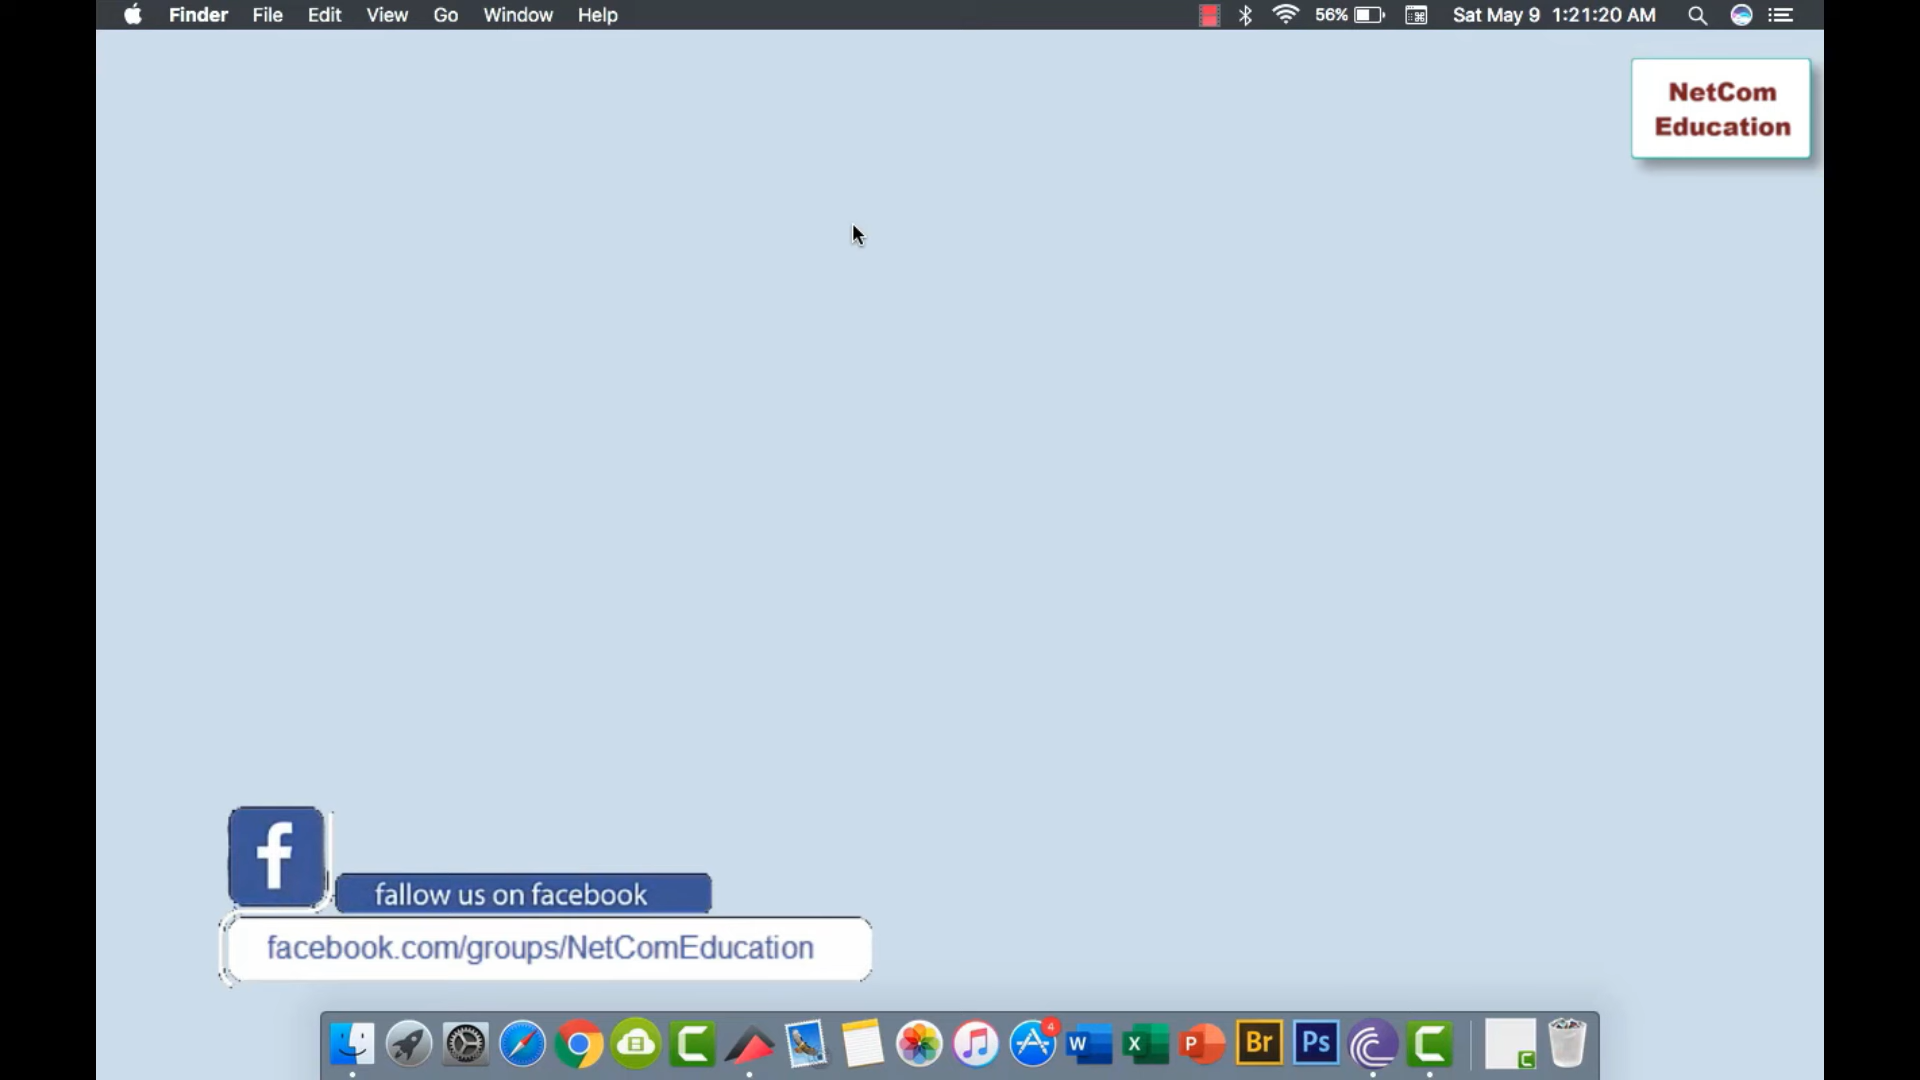 Finder File Edit View Go Window Help 56% Sat May 9 1:21:20 AM
NetCom
Education
f
fallow us on facebook
facebook.com/groups/NetComEducation
4
W X P Br Ps